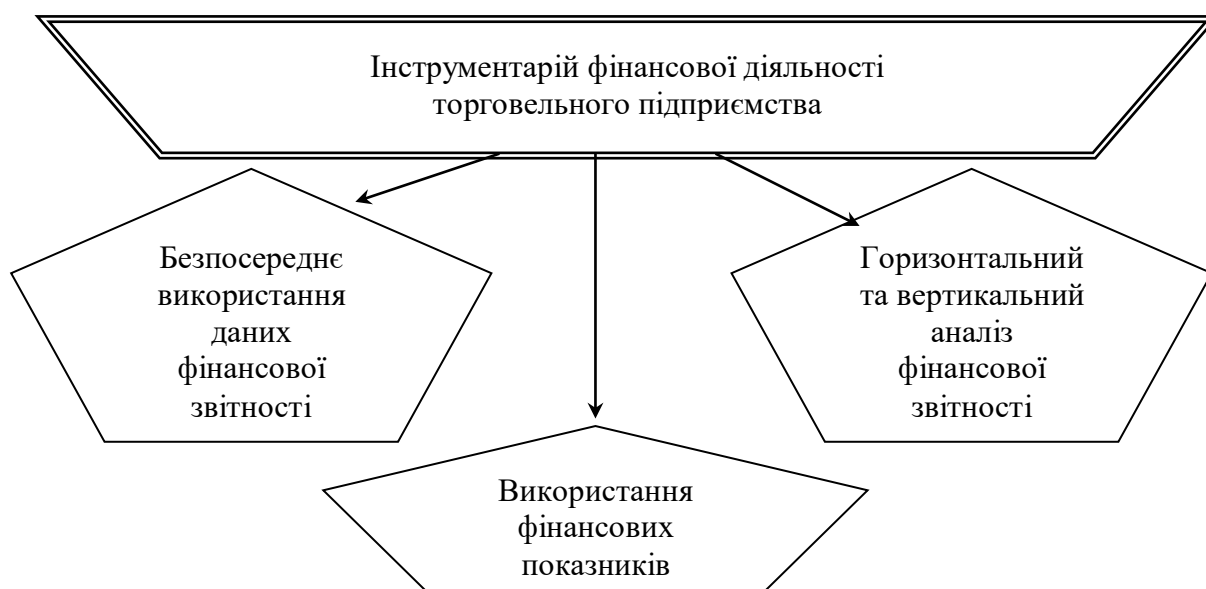 Інструментарій фінансової діяльності
торговельного підприємства
Безпосереднє
використання
даних
фінансової
звітності
Горизонтальний
та вертикальний
аналіз
фінансової
звітності
Використання
фінансових
показників